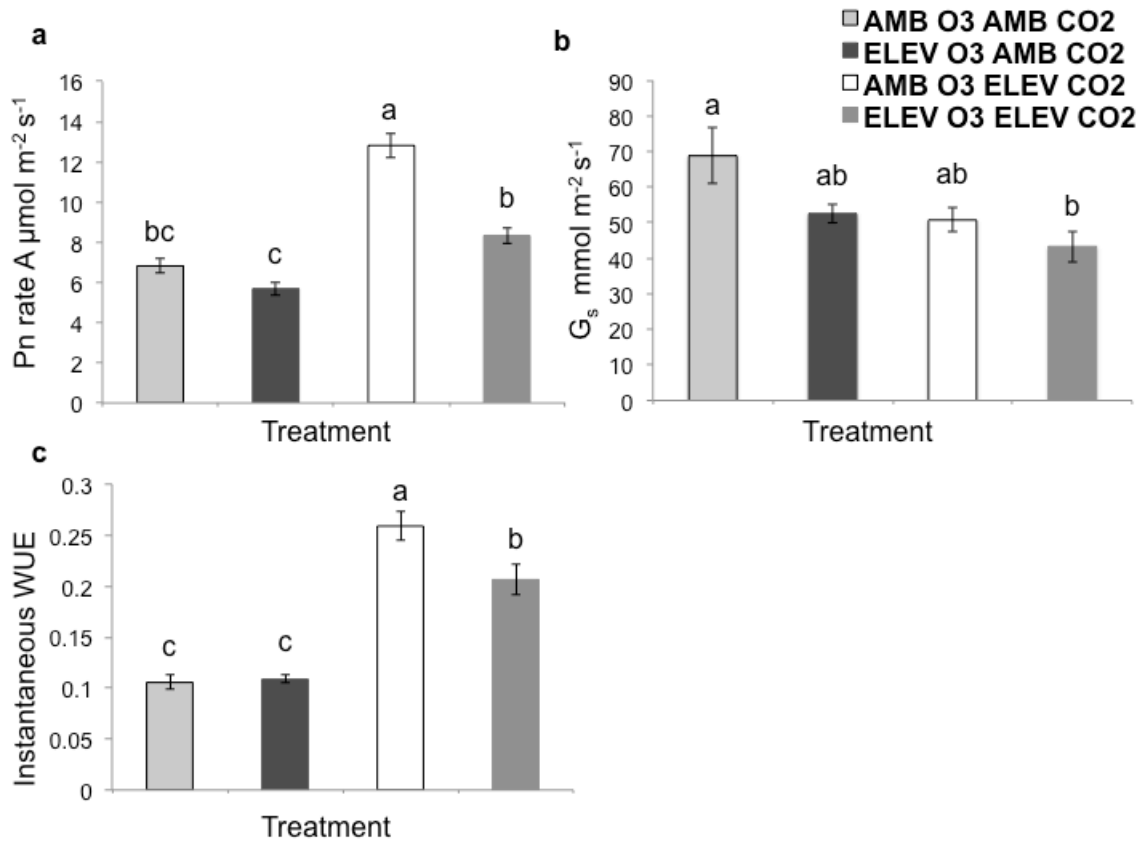 a
Pn rate A µmol m-2 s-1
16
14
12
10
8
6
4
2
0
bc
c
a
b
Treatment
b
AMB O3 AMB CO2
ELEV O3 AMB CO2
AMB O3 ELEV CO2
ELEV O3 ELEV CO2
Gs mmol m-2 s-1
90
80
70
60
50
40
30
20
10
0
a
ab
ab
b
Treatment
c
Instantaneous WUE
0.3
0.25
0.2
0.15
0.1
0.05
0
c
c
a
b
Treatment